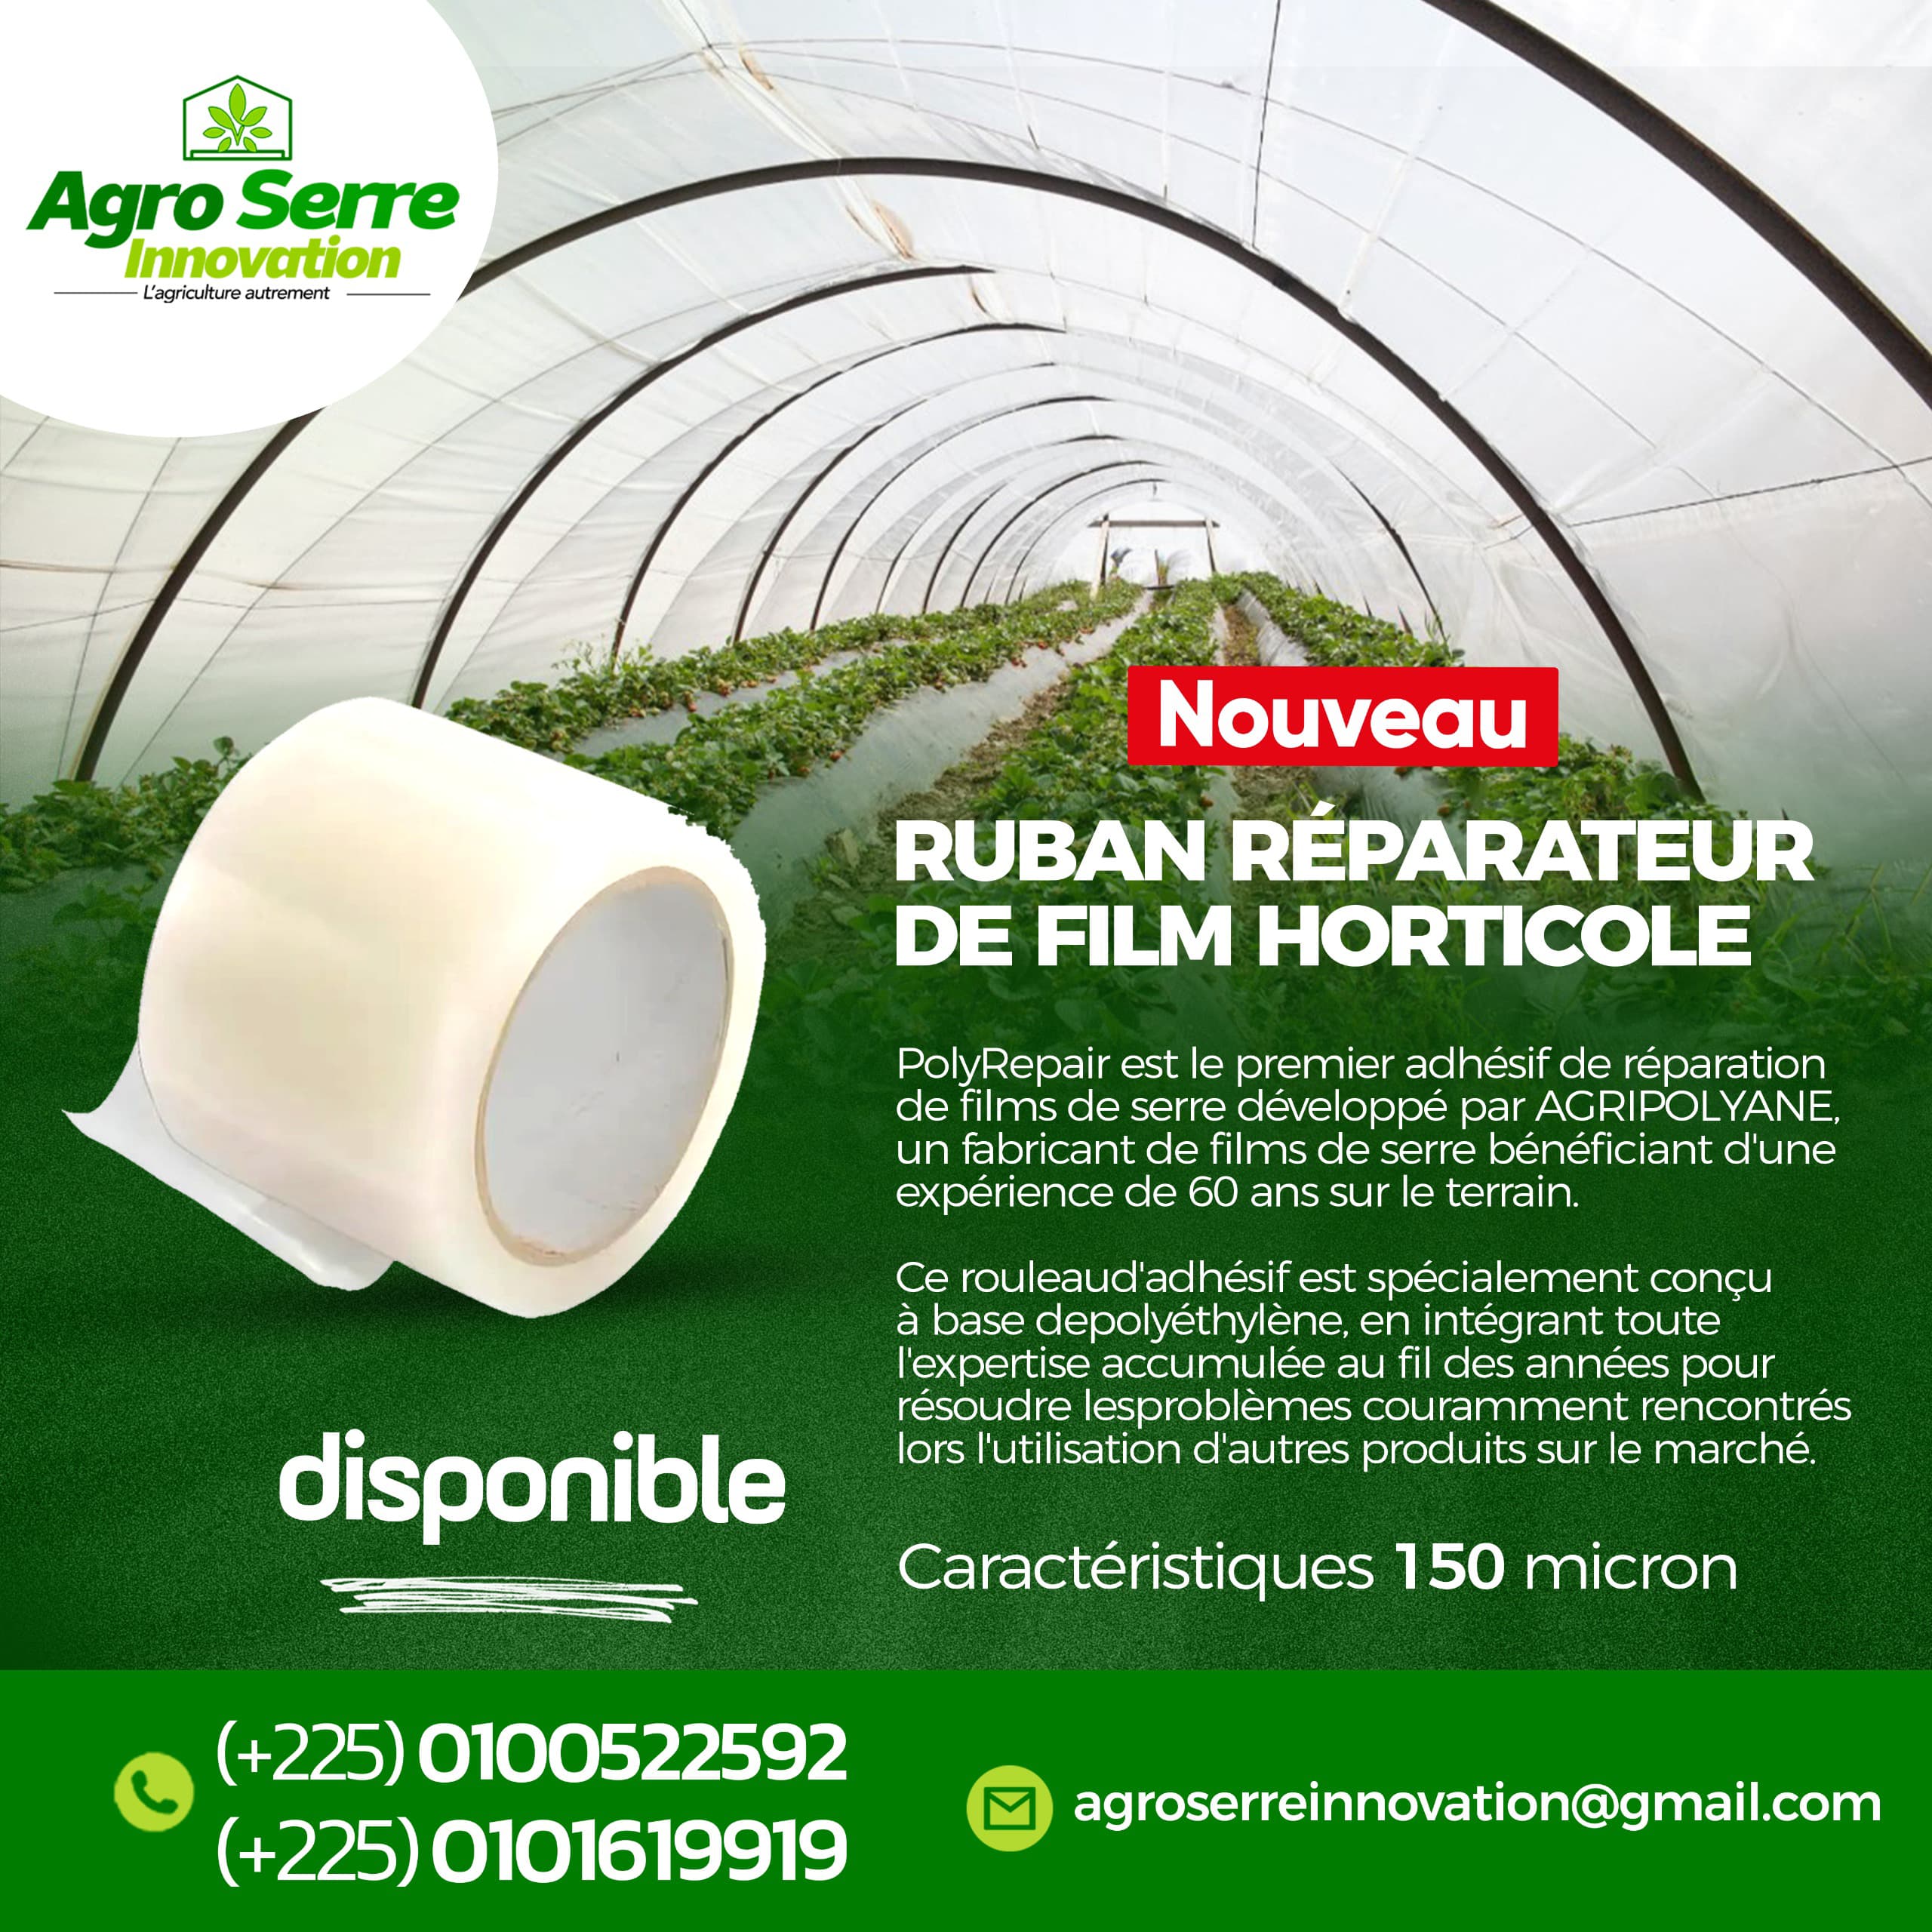 Agro Serre
Innovation
L'agriculture autrement
Nouveau
RUBAN RÉPARATEUR
DE FILM HORTICOLE
PolyRepair est le premier adhésif de réparation
de films de serre développé par AGRIPOLYANE,
un fabricant de films de serre bénéficiant d'une
expérience de 60 ans sur le terrain.
Ce rouleaud'adhésif est spécialement conçu
à base depolyéthylène, en intégrant toute
l'expertise accumulée au fil des années pour
résoudre lesproblèmes couramment rencontrés
lors l'utilisation d'autres produits sur le marché.
disponible
Caractéristiques 150 micron
(+225) 0100522592
(+225) 0101619919
agroserreinnovation@gmail.com